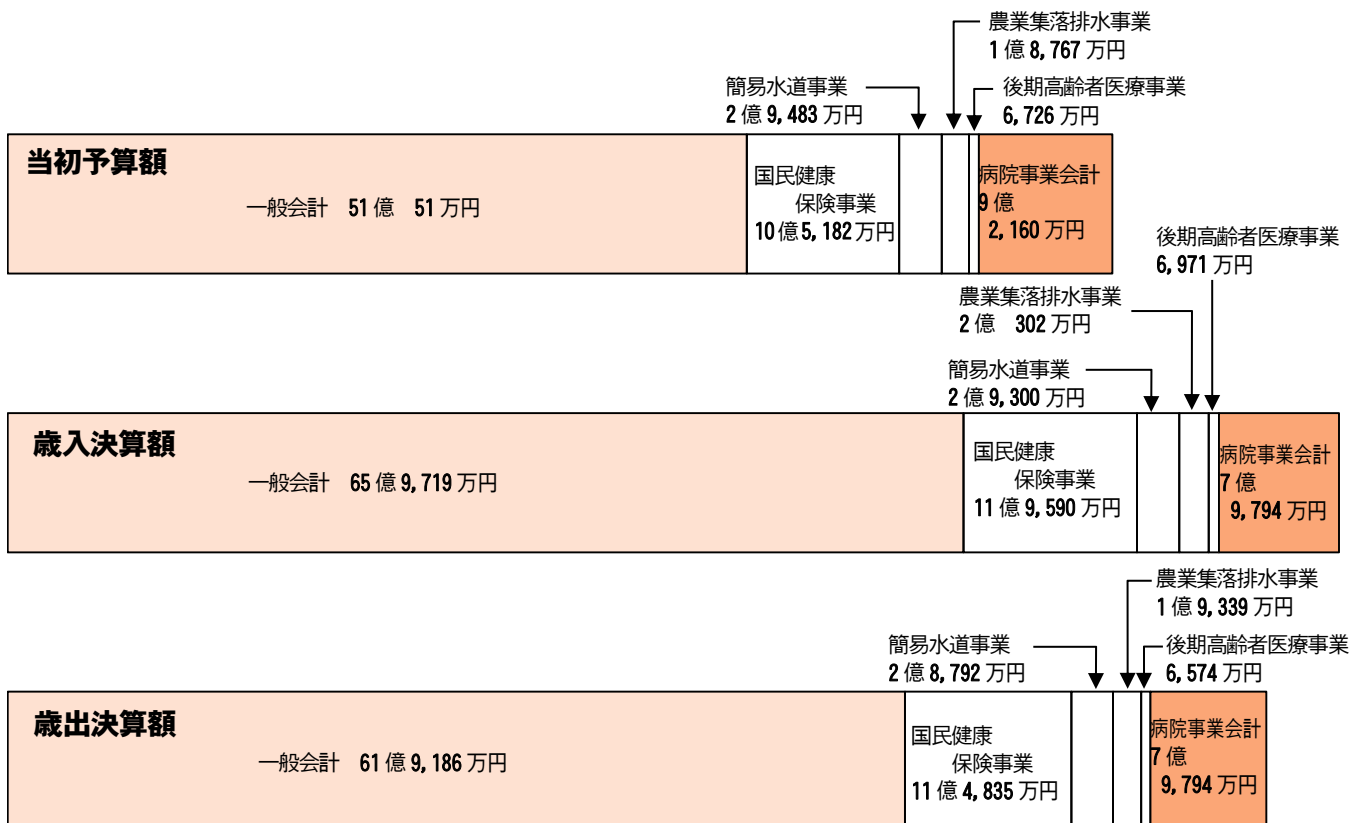 農業集落排水事業
1億8,767万円
簡易水道事業
2億9,483万円
後期高齢者医療事業
6,726万円
当初予算額
一般会計 51億 51万円
国民健康
保険事業
10億5,182万円
病院事業会計
9億
2,160万円
後期高齢者医療事業
6,971万円
農業集落排水事業
2億 302万円
簡易水道事業
2億9,300万円
歳入決算額
一般会計 65億9,719万円
国民健康
保険事業
11億9,590万円
病院事業会計
7億
9,794万円
農業集落排水事業
1億9,339万円
簡易水道事業
2億8,792万円
後期高齢者医療事業
6,574万円
歳出決算額
一般会計 61億9,186万円
国民健康
保険事業
11億4,835万円
病院事業会計
7億
9,794万円